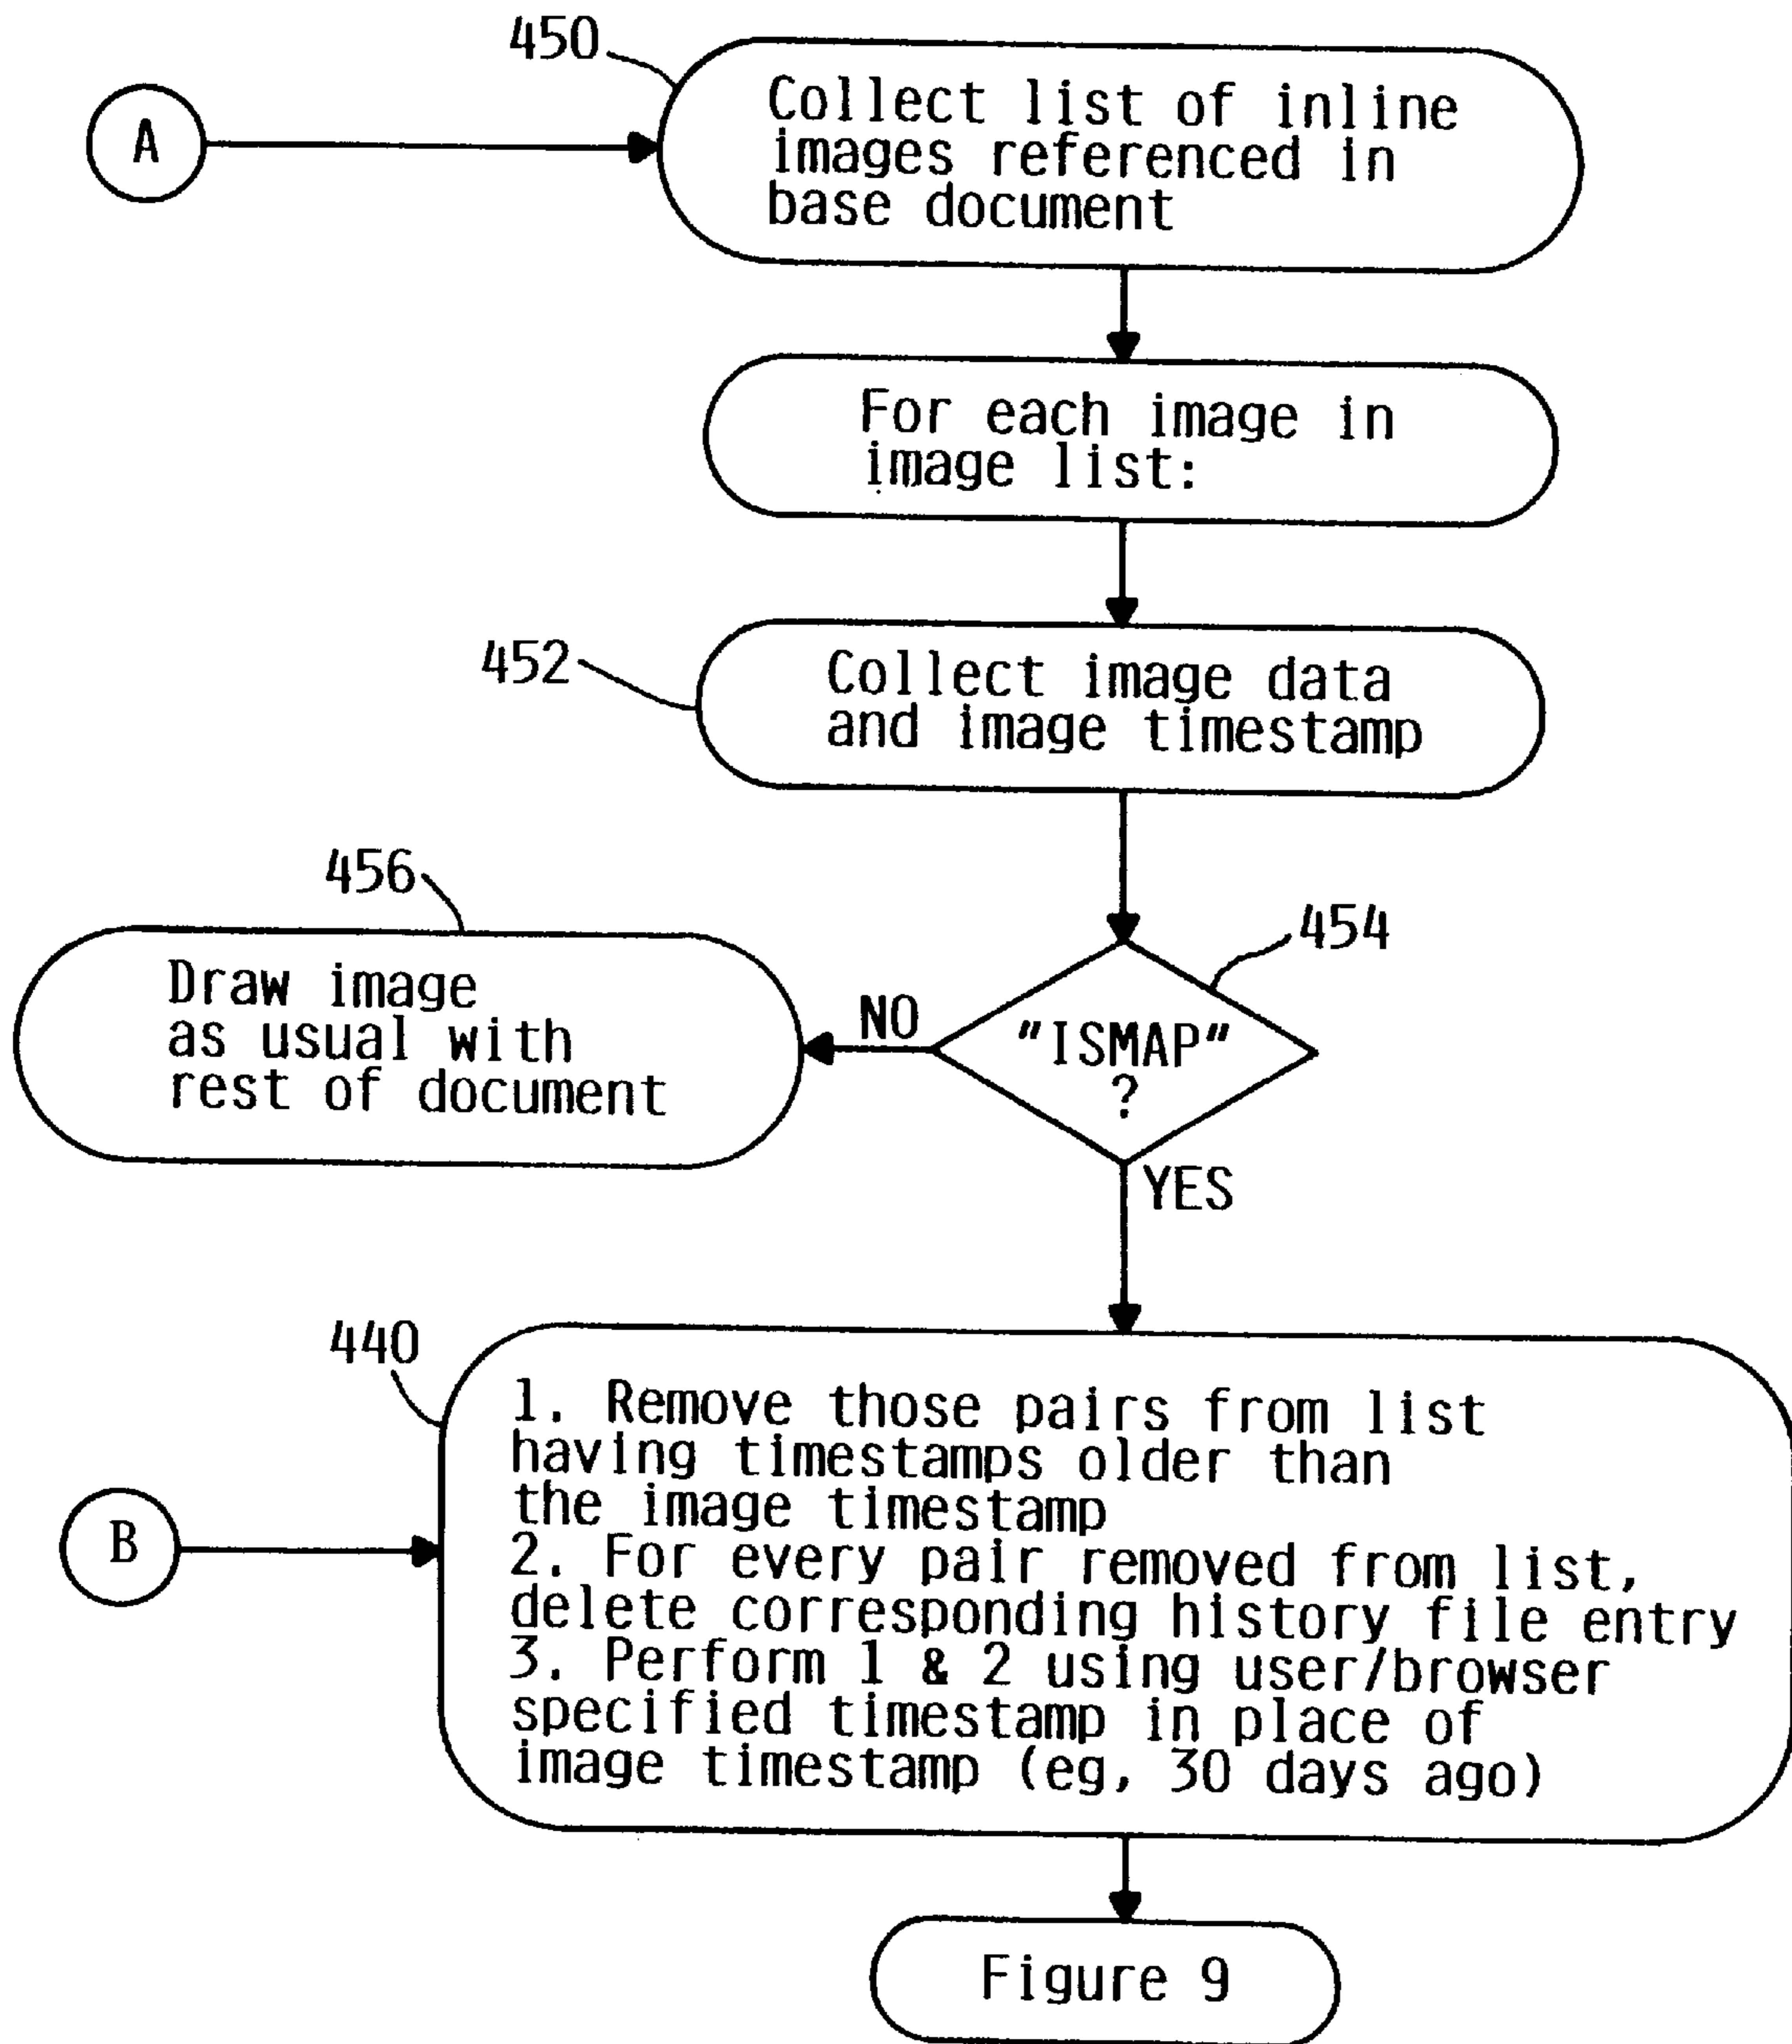 450
A
Collect list of inline
images referenced in
base document
For each image in
image list:
452
Collect image data
and image timestamp
456
454
Draw image
as usual with
rest of document
NO
"ISMAP"
?
YES
440
1. Remove those pairs from list
having timestamps older than
the image timestamp
2. For every pair removed from list,
delete corresponding history file entry
3. Perform 1 & 2 using user/browser
specified timestamp in place of
image timestamp (eg, 30 days ago)
B
Figure 9